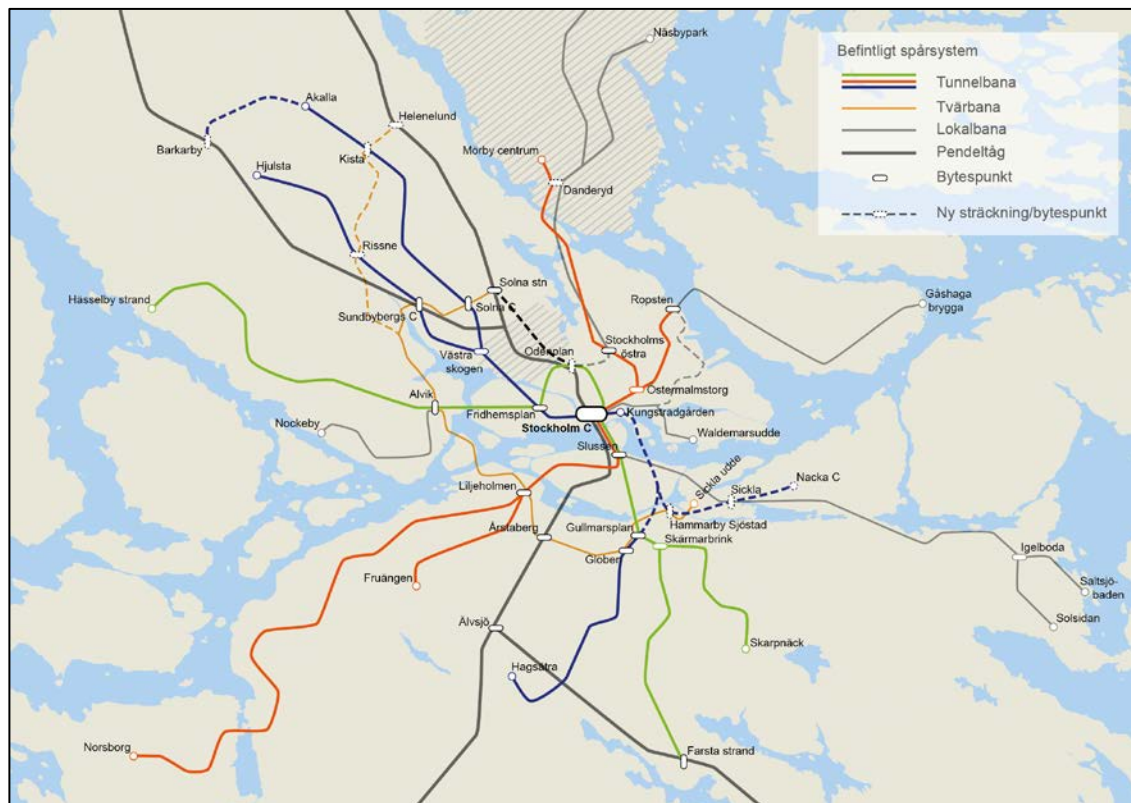 Näsbypark
Befintligt spårsystem
Tunnelbana
Tvärbana
Lokalbana
Pendeltåg
Bytespunkt
Ny sträckning/bytespunkt
Akalla
Helenelund
Barkarby
Kista
Hjulsta
Mörby centrum
Danderyd
Rissne
Solna stn
Hässelby strand
Ropsten
Gåshaga
brygga
Sundbybergs C
Solna C
Västra
skogen
Odenplan
Stockholms
östra
Alvik
Östermalmstorg
Fridhemsplan
Kungsträdgården
Nockeby
Stockholm C
Waldemarsudde
Slussen
Liljeholmen
Sickla udde
Sickla
Nacka C
Årstaberg
Gullmarsplan
Hammarby Sjöstad
Skärmarbrink
Globen
Igelboda
Fruängen
Saltsjö-
baden
Solsidan
Älvsjö
Skarpnäck
Hagsätra
Norsborg
Farsta strand